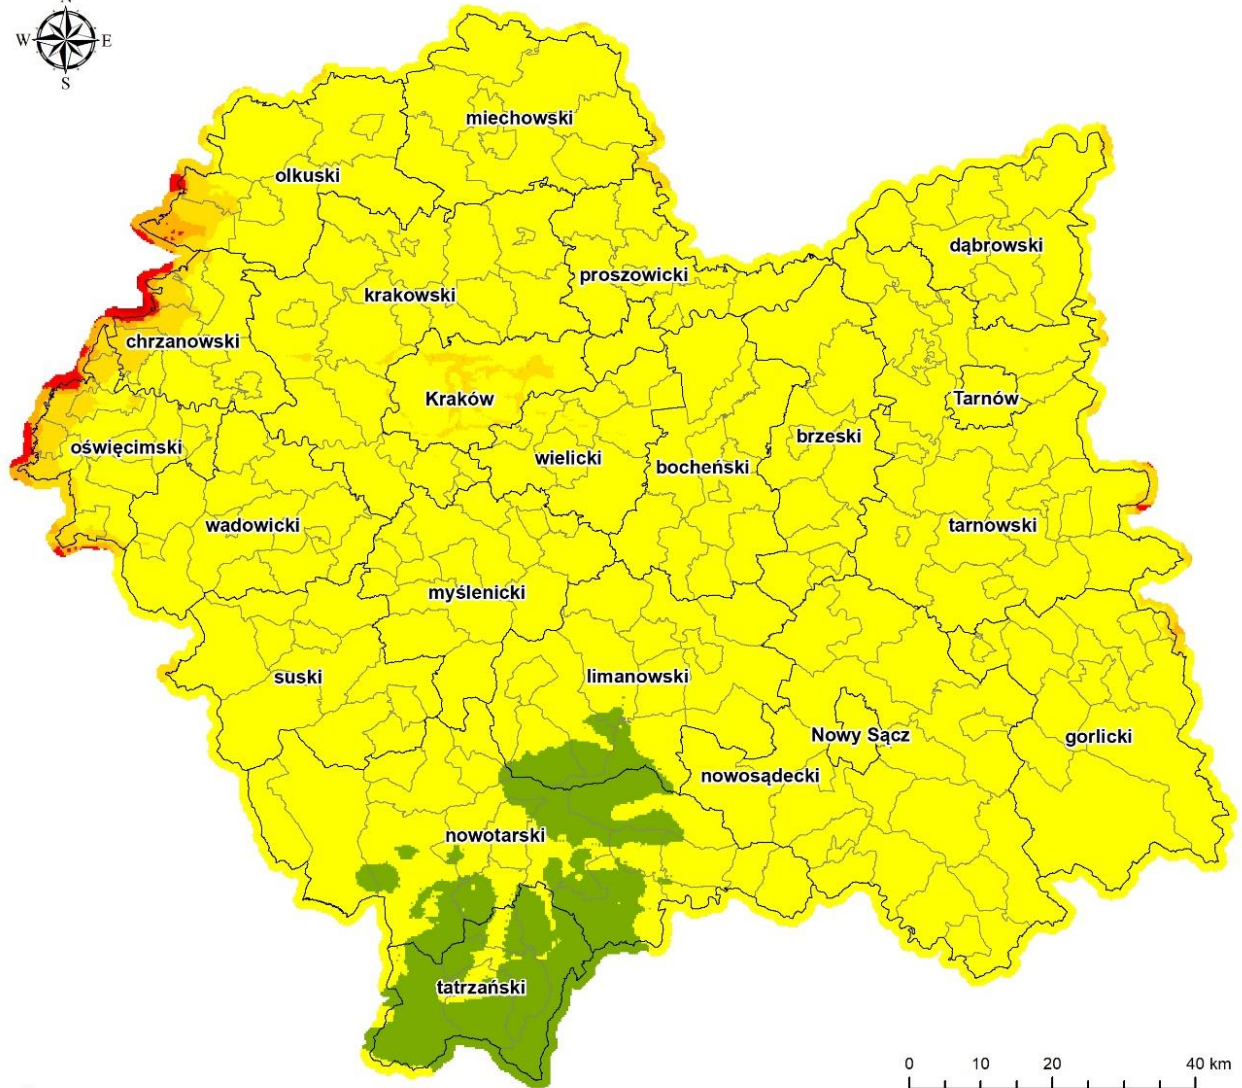 N
W E
S
miechowski
olkuski
dąbrowski
proszowicki
krakowski
chrzanowski
Kraków
Tarnów
brzeski
oświęcimski
wielicki
bocheński
wadowicki
tarnowski
myślenicki
suski
limanowski
Nowy Sącz
gorlicki
nowosądecki
nowotarski
tatrzański
0 10 20 40 km